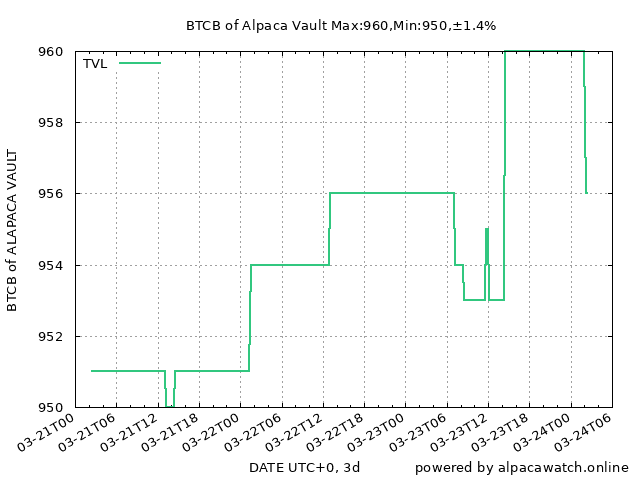 BTCB of Alpaca Vault Max:960,Min:950,±1.4%
TVL
960
958
956
954
952
950
BTCB of ALAPACA VAULT
03-21T00
03-21T06
03-21T12
03-21T18
03-22T00
03-22T06
03-22T12
03-22T18
03-23T00
03-23T06
03-23T12
03-23T18
03-24T00
03-24T06
DATE UTC+0, 3d
powered by alpacawatch.online